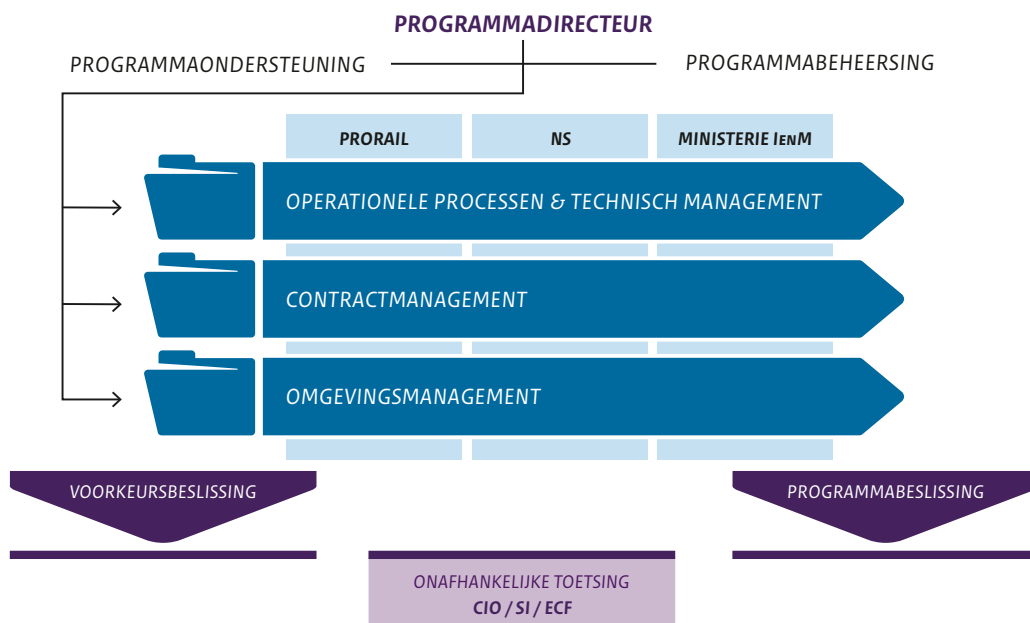 PROGRAMMADIRECTEUR
PROGRAMMAONDERSTEUNING
PROGRAMMABEHEERSING
PRORAIL
NS
MINISTERIE IENM
OPERATIONELE PROCESSEN & TECHNISCH MANAGEMENT
CONTRACTMANAGEMENT
OMGEVINGSMANAGEMENT
VOORKEURSBESLISSING
PROGRAMMABESLISSING
ONAFHANKELIJKE TOETSING
CIO / SI / ECF